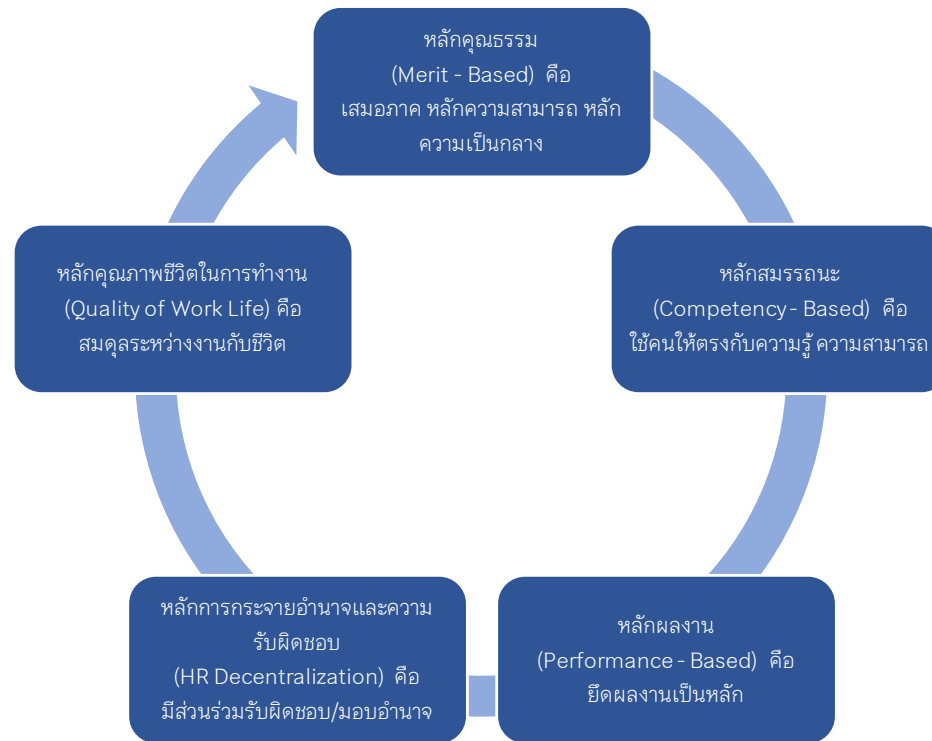 หลักคุณธรรม
(Merit - Based) คือ
เสมอภาค หลักความสามารถ หลัก
ความเป็นกลาง
หลักสมรรถนะ
(Competency - Based) คือ
ใช้คนให้ตรงกับความรู้ ความสามารถ
หลักผลงาน
(Performance - Based) คือ
ยึดผลงานเป็นหลัก
หลักการกระจายอำนาจและความ
รับผิดชอบ
(HR Decentralization) คือ
มีส่วนร่วมรับผิดชอบ/มอบอำนาจ
หลักคุณภาพชีวิตในการทำงาน
(Quality of Work Life) คือ
สมดุลระหว่างงานกับชีวิต